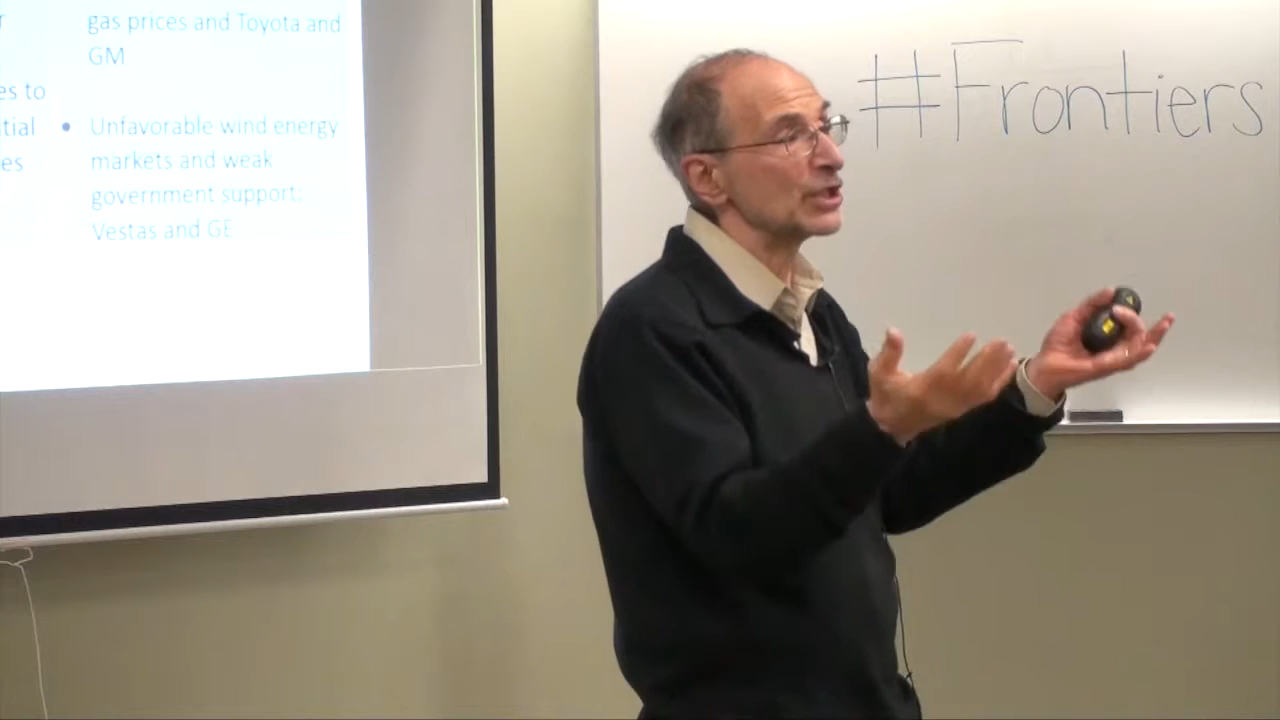 r
es to
tial
es
gas prices and Toyota and
GM
• Unfavorable wind energy
markets and weak
government support:
Vestas and GE
#Frontiers